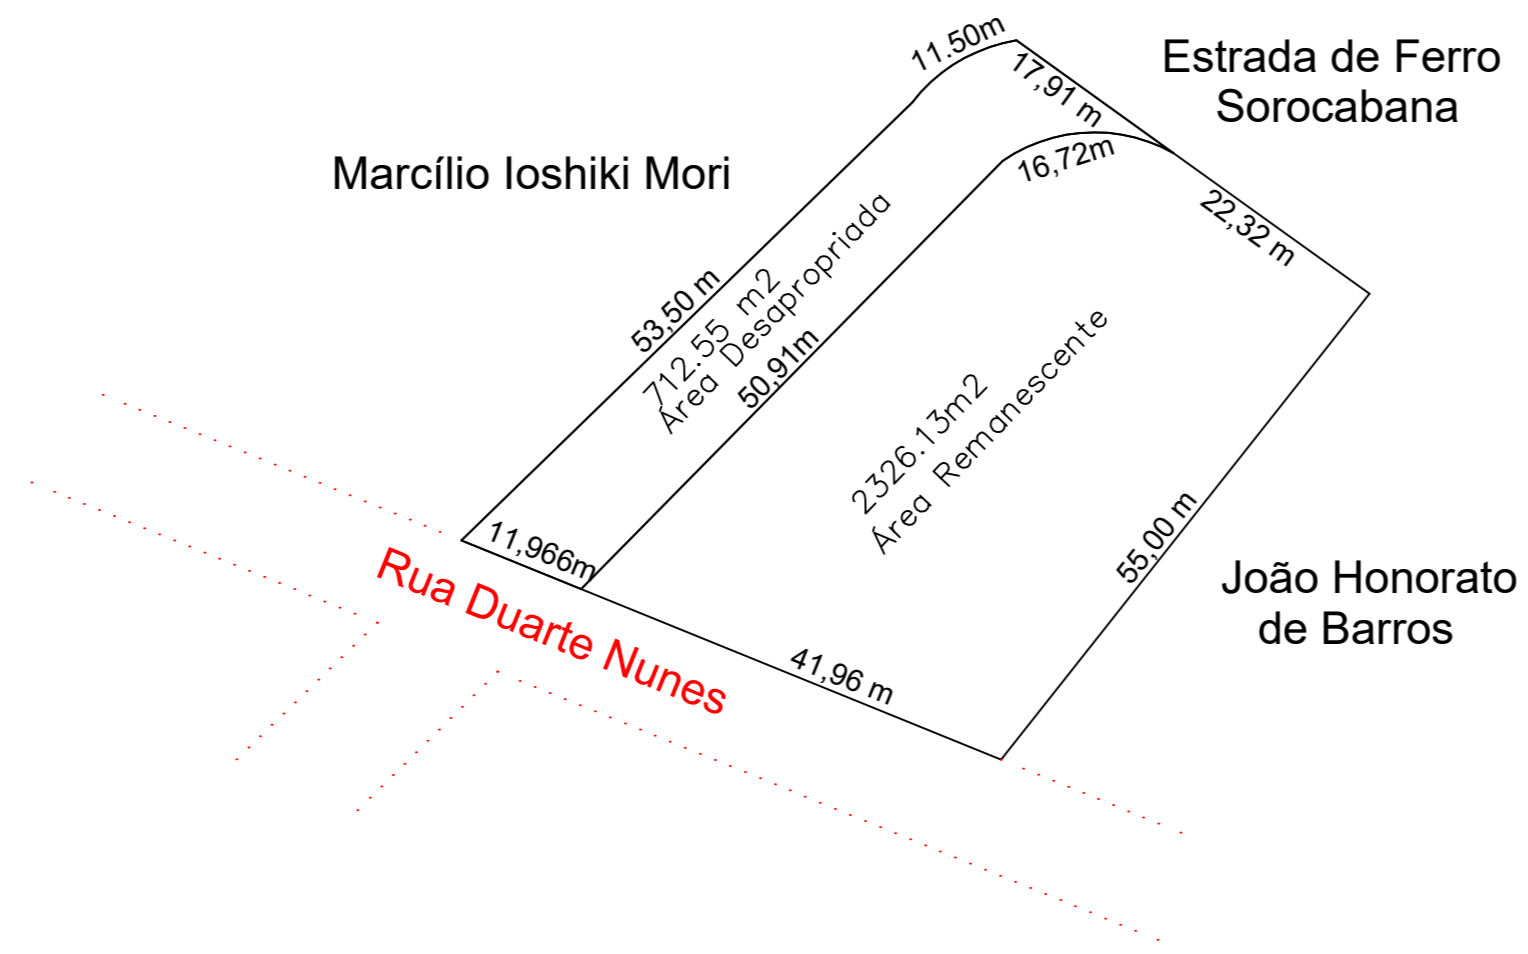 11.50m
17,91 m
Estrada de Ferro
Sorocabana
Marcílio Ioshiki Mori
16,72m
22,32 m
53,50 m
712.55 m2
Área Desapropriada
50,91m
2326.13m2
Área Remanescente
11,966m
55,00 m
João Honorato
de Barros
Rua Duarte Nunes
41,96 m